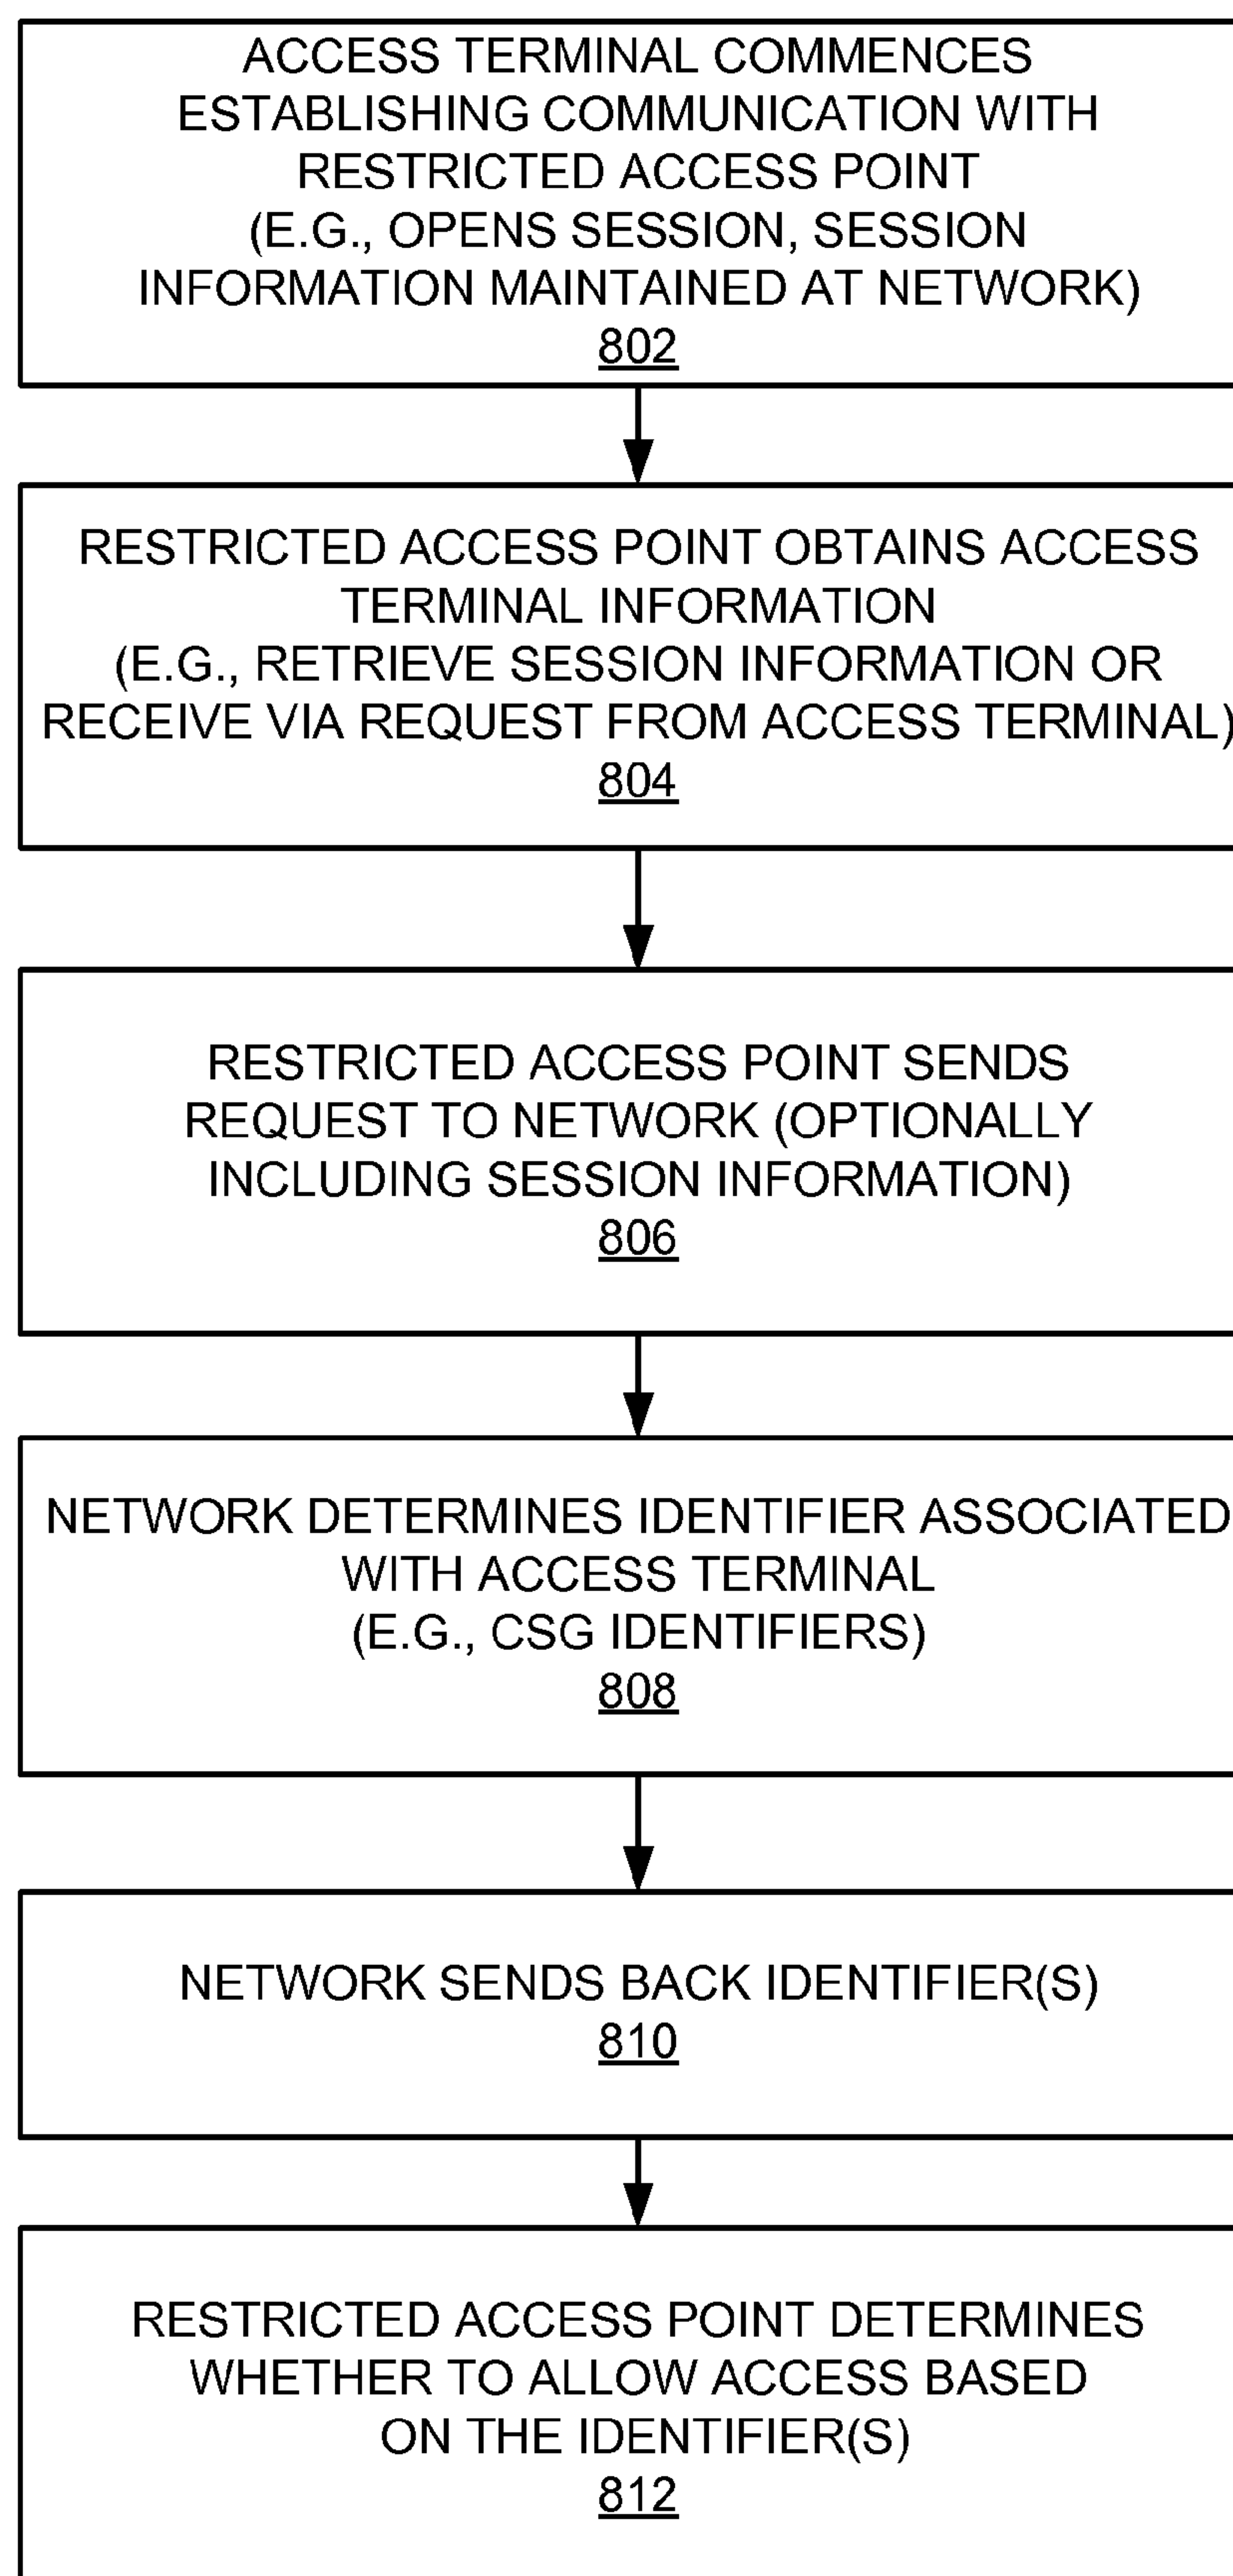 ACCESS TERMINAL COMMENCES
ESTABLISHING COMMUNICATION WITH
RESTRICTED ACCESS POINT
(E.G., OPENS SESSION, SESSION
INFORMATION MAINTAINED AT NETWORK)
802
RESTRICTED ACCESS POINT OBTAINS ACCESS
TERMINAL INFORMATION
(E.G., RETRIEVE SESSION INFORMATION OR
RECEIVE VIA REQUEST FROM ACCESS TERMINAL)
804
RESTRICTED ACCESS POINT SENDS
REQUEST TO NETWORK (OPTIONALLY
INCLUDING SESSION INFORMATION)
806
NETWORK DETERMINES IDENTIFIER ASSOCIATED
WITH ACCESS TERMINAL
(E.G., CSG IDENTIFIERS)
808
NETWORK SENDS BACK IDENTIFIER(S)
810
RESTRICTED ACCESS POINT DETERMINES
WHETHER TO ALLOW ACCESS BASED
ON THE IDENTIFIER(S)
812